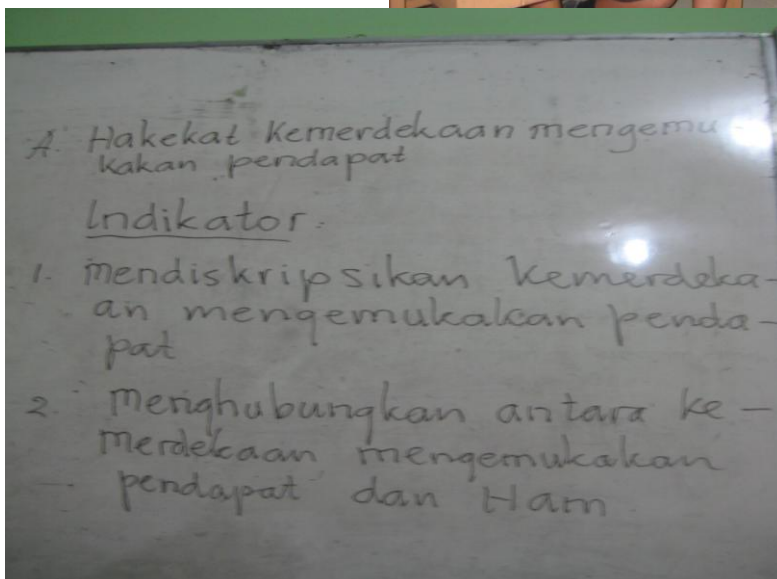 A. Hakekat Kemerdekaan mengemu
kakan pendapat
Indikator.
1. mendiskripsikan kemerdeka-
an mengemukakan penda-
pat
2. menghubungkan antara ke-
merdekaan mengemukakan
pendapat dan Ham